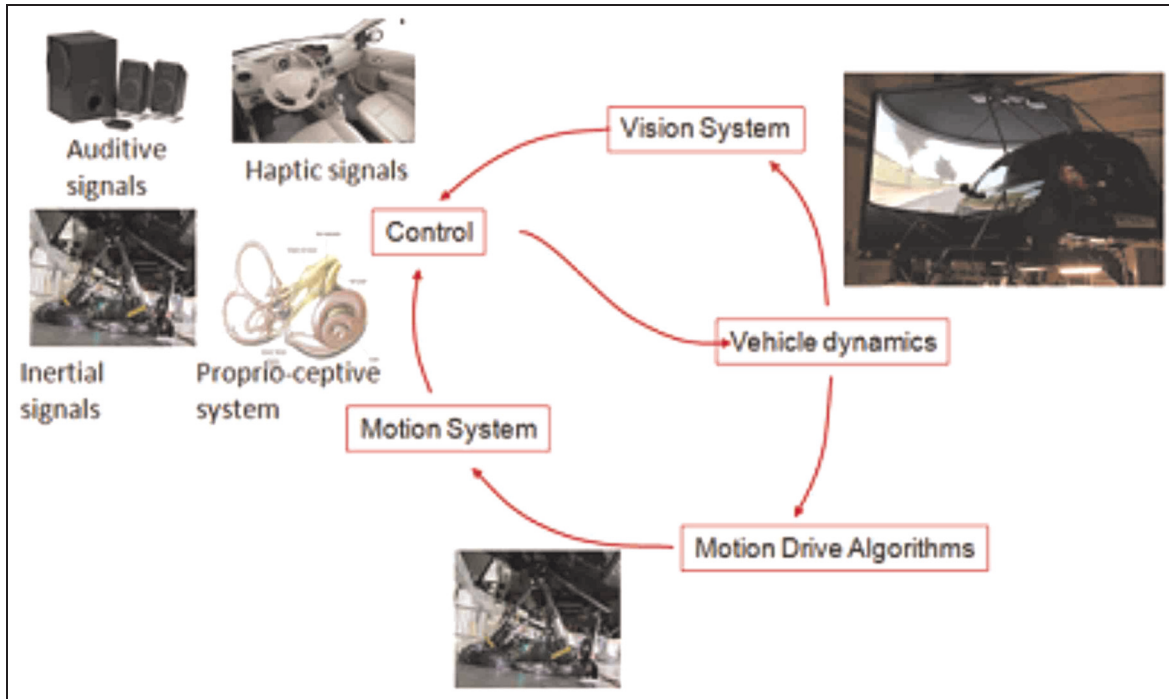 Auditive
signals
Haptic signals
Vision System
Control
Inertial
signals
Proprio-ceptive
system
Vehicle dynamics
Motion System
Motion Drive Algorithms